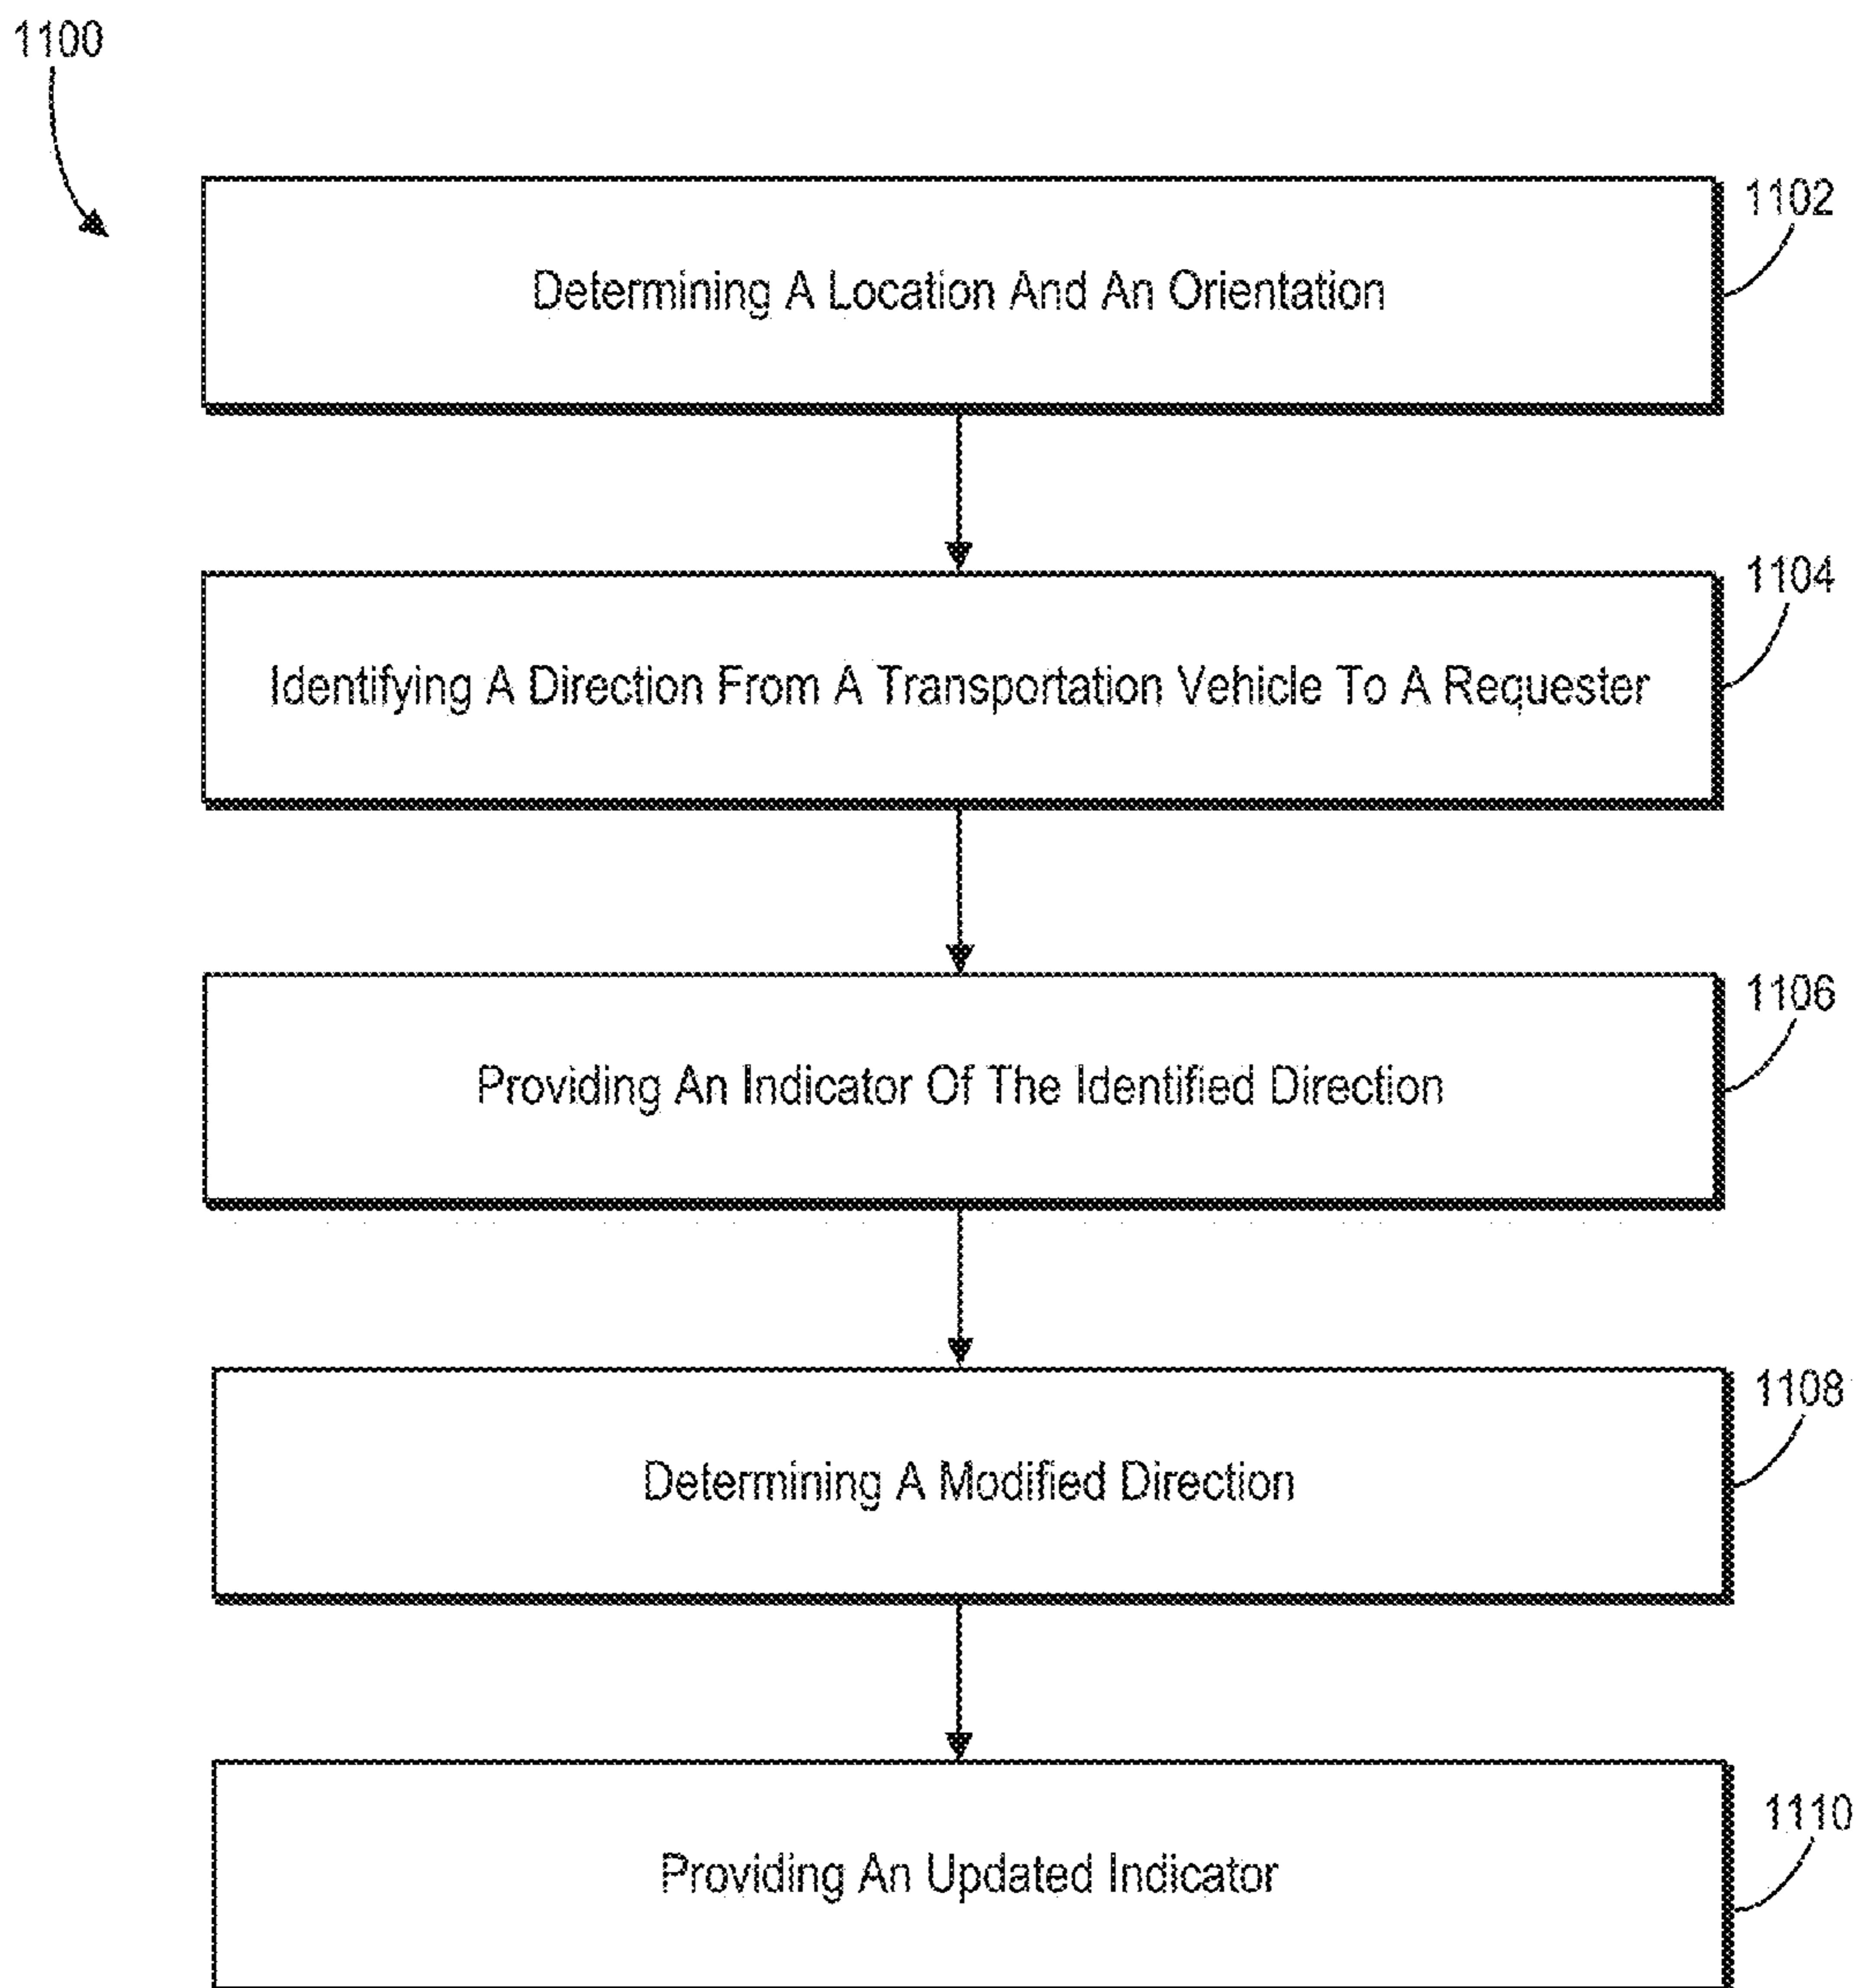 1100
1102
Determining A Location And An Orientation
1104
Identifying A Direction From A Transportation Vehicle To A Requester
1106
Providing An Indicator Of The Identified Direction
1108
Determining A Modified Direction
1110
Providing An Updated Indicator